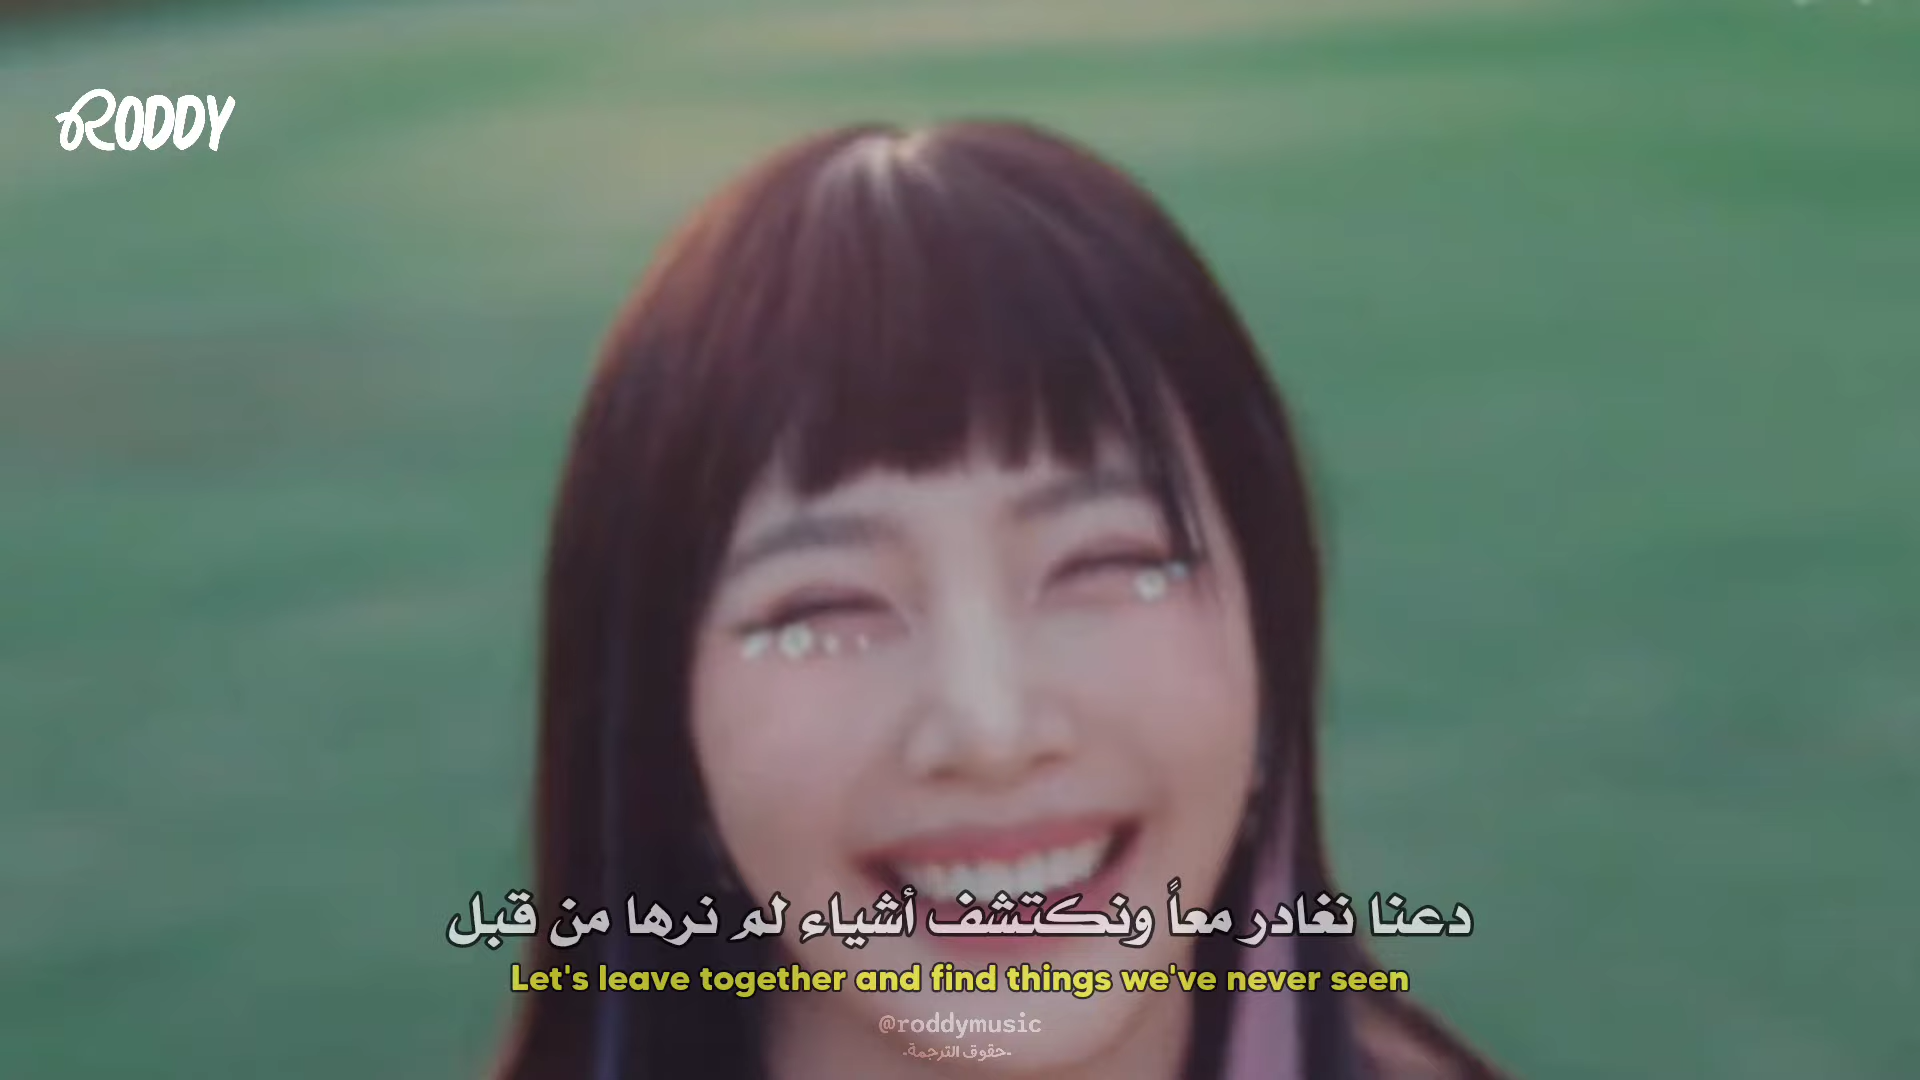 RODDY
دعنا نغادر معاً ونكتشف أشياء لم نرها من قبل
Let's leave together and find things we've never seen
@roddymusic
-حقوق الترجمة-